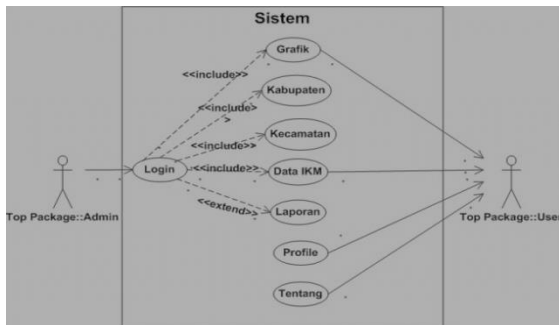 Sistem
Grafik
<<include>>
Kabupaten
<<include>
>
Kecamatan
<<include>>
Login
<<include>>
Data IKM
Top Package::Admin
Top Package::User
<<extend>>
Laporan
Profile
Tentang